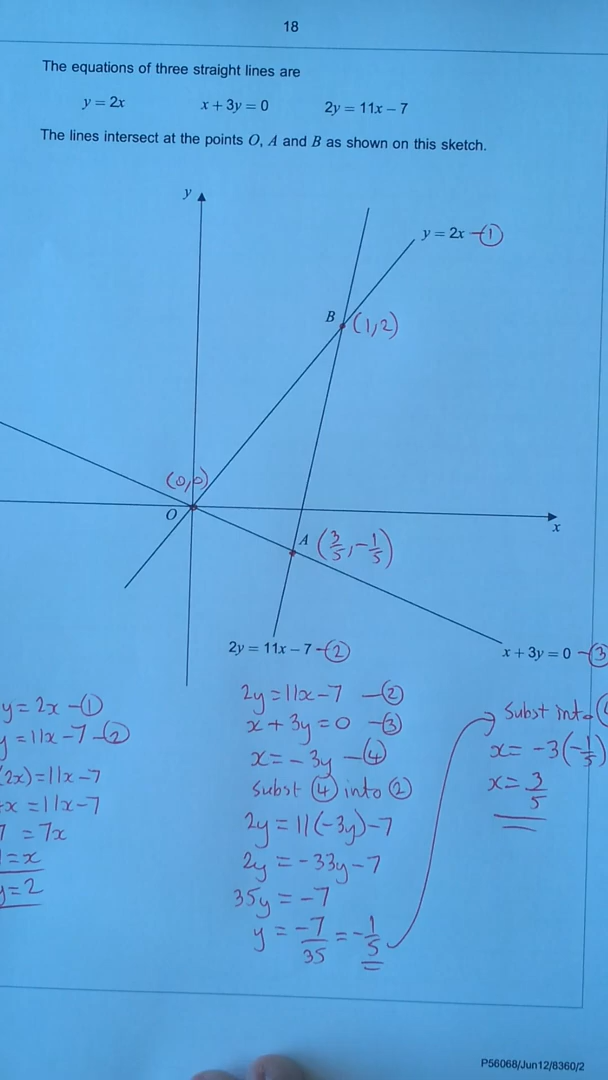 18
The equations of three straight lines are
y = 2x    x + 3y = 0    2y = 11x – 7
The lines intersect at the points O, A and B as shown on this sketch.
y
y = 2x —①
B (1,2)
(0,0)
O
x
A (3/5, -1/5)
2y = 11x – 7 —②
x + 3y = 0 —③
y = 2x —①
y = 11x - 7 —②
(2x) = 11x - 7
x = 11x - 7
7 = 7x
1 = x
y = 2
2y = 11x - 7 —②
x + 3y = 0 —③
x = -3y —④
Subst ④ into ②
2y = 11(-3y) - 7
2y = -33y - 7
35y = -7
y = -7/35 = -1/5
Subst into
x = -3(-1/5)
x = 3/5
P56068/Jun12/8360/2